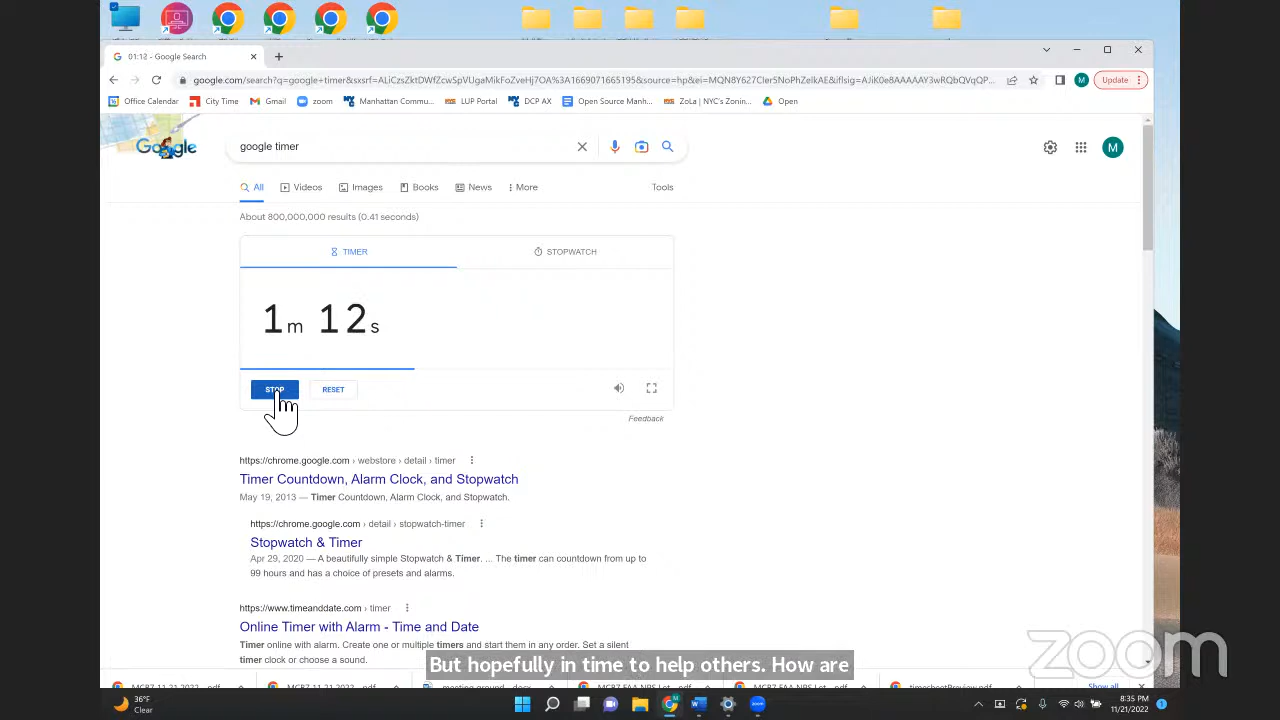 01:12 - Google Search
Update
Office Calendar City Time Gmail zoom Manhattan Commu... LUP Portal DCP AX Open Source Manh... ZoLa | NYC's Zonin... Open
Google
google timer
M
All Videos Images Books News More Tools
About 800,000,000 results (0.41 seconds)
TIMER STOPWATCH
1m 12s
STOP RESET
Feedback
https://chrome.google.com › webstore › detail › timer
Timer Countdown, Alarm Clock, and Stopwatch
May 19, 2013 — Timer Countdown, Alarm Clock, and Stopwatch.
https://chrome.google.com › detail › stopwatch-timer
Stopwatch & Timer
Apr 29, 2020 — A beautifully simple Stopwatch & Timer. ... The timer can countdown from up to
99 hours and has a choice of presets and alarms.
https://www.timeanddate.com › timer
Online Timer with Alarm - Time and Date
Timer online with alarm. Create one or multiple timers and start them in any order. Set a silent
timer clock or choose a sound.
But hopefully in time to help others. How are
zoom
Show all
36°F
Clear
8:35 PM
11/21/2022